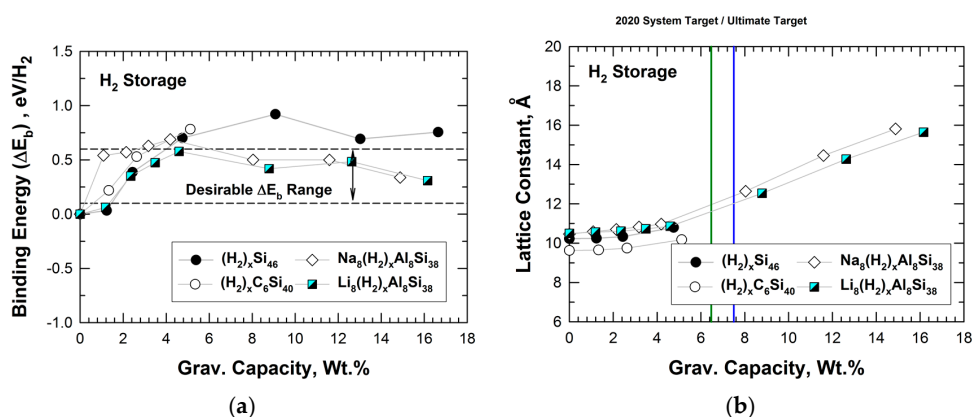 2020 System Target / Ultimate Target
1.5
1.0
0.5
0.0
-0.5
-1.0
Binding Energy (ΔE_b) , eV/H₂
H₂ Storage
Desirable ΔE_b Range
(H₂)ₓSi₄₆
(H₂)ₓC₆Si₄₀
Na₈(H₂)ₓAl₈Si₃₈
Li₈(H₂)ₓAl₈Si₃₈
0 2 4 6 8 10 12 14 16 18
Grav. Capacity, Wt.%
(a)
20
18
16
14
12
10
8
6
Lattice Constant, Å
H₂ Storage
(H₂)ₓSi₄₆
(H₂)ₓC₆Si₄₀
Na₈(H₂)ₓAl₈Si₃₈
Li₈(H₂)ₓAl₈Si₃₈
0 2 4 6 8 10 12 14 16 18
Grav. Capacity, Wt.%
(b)